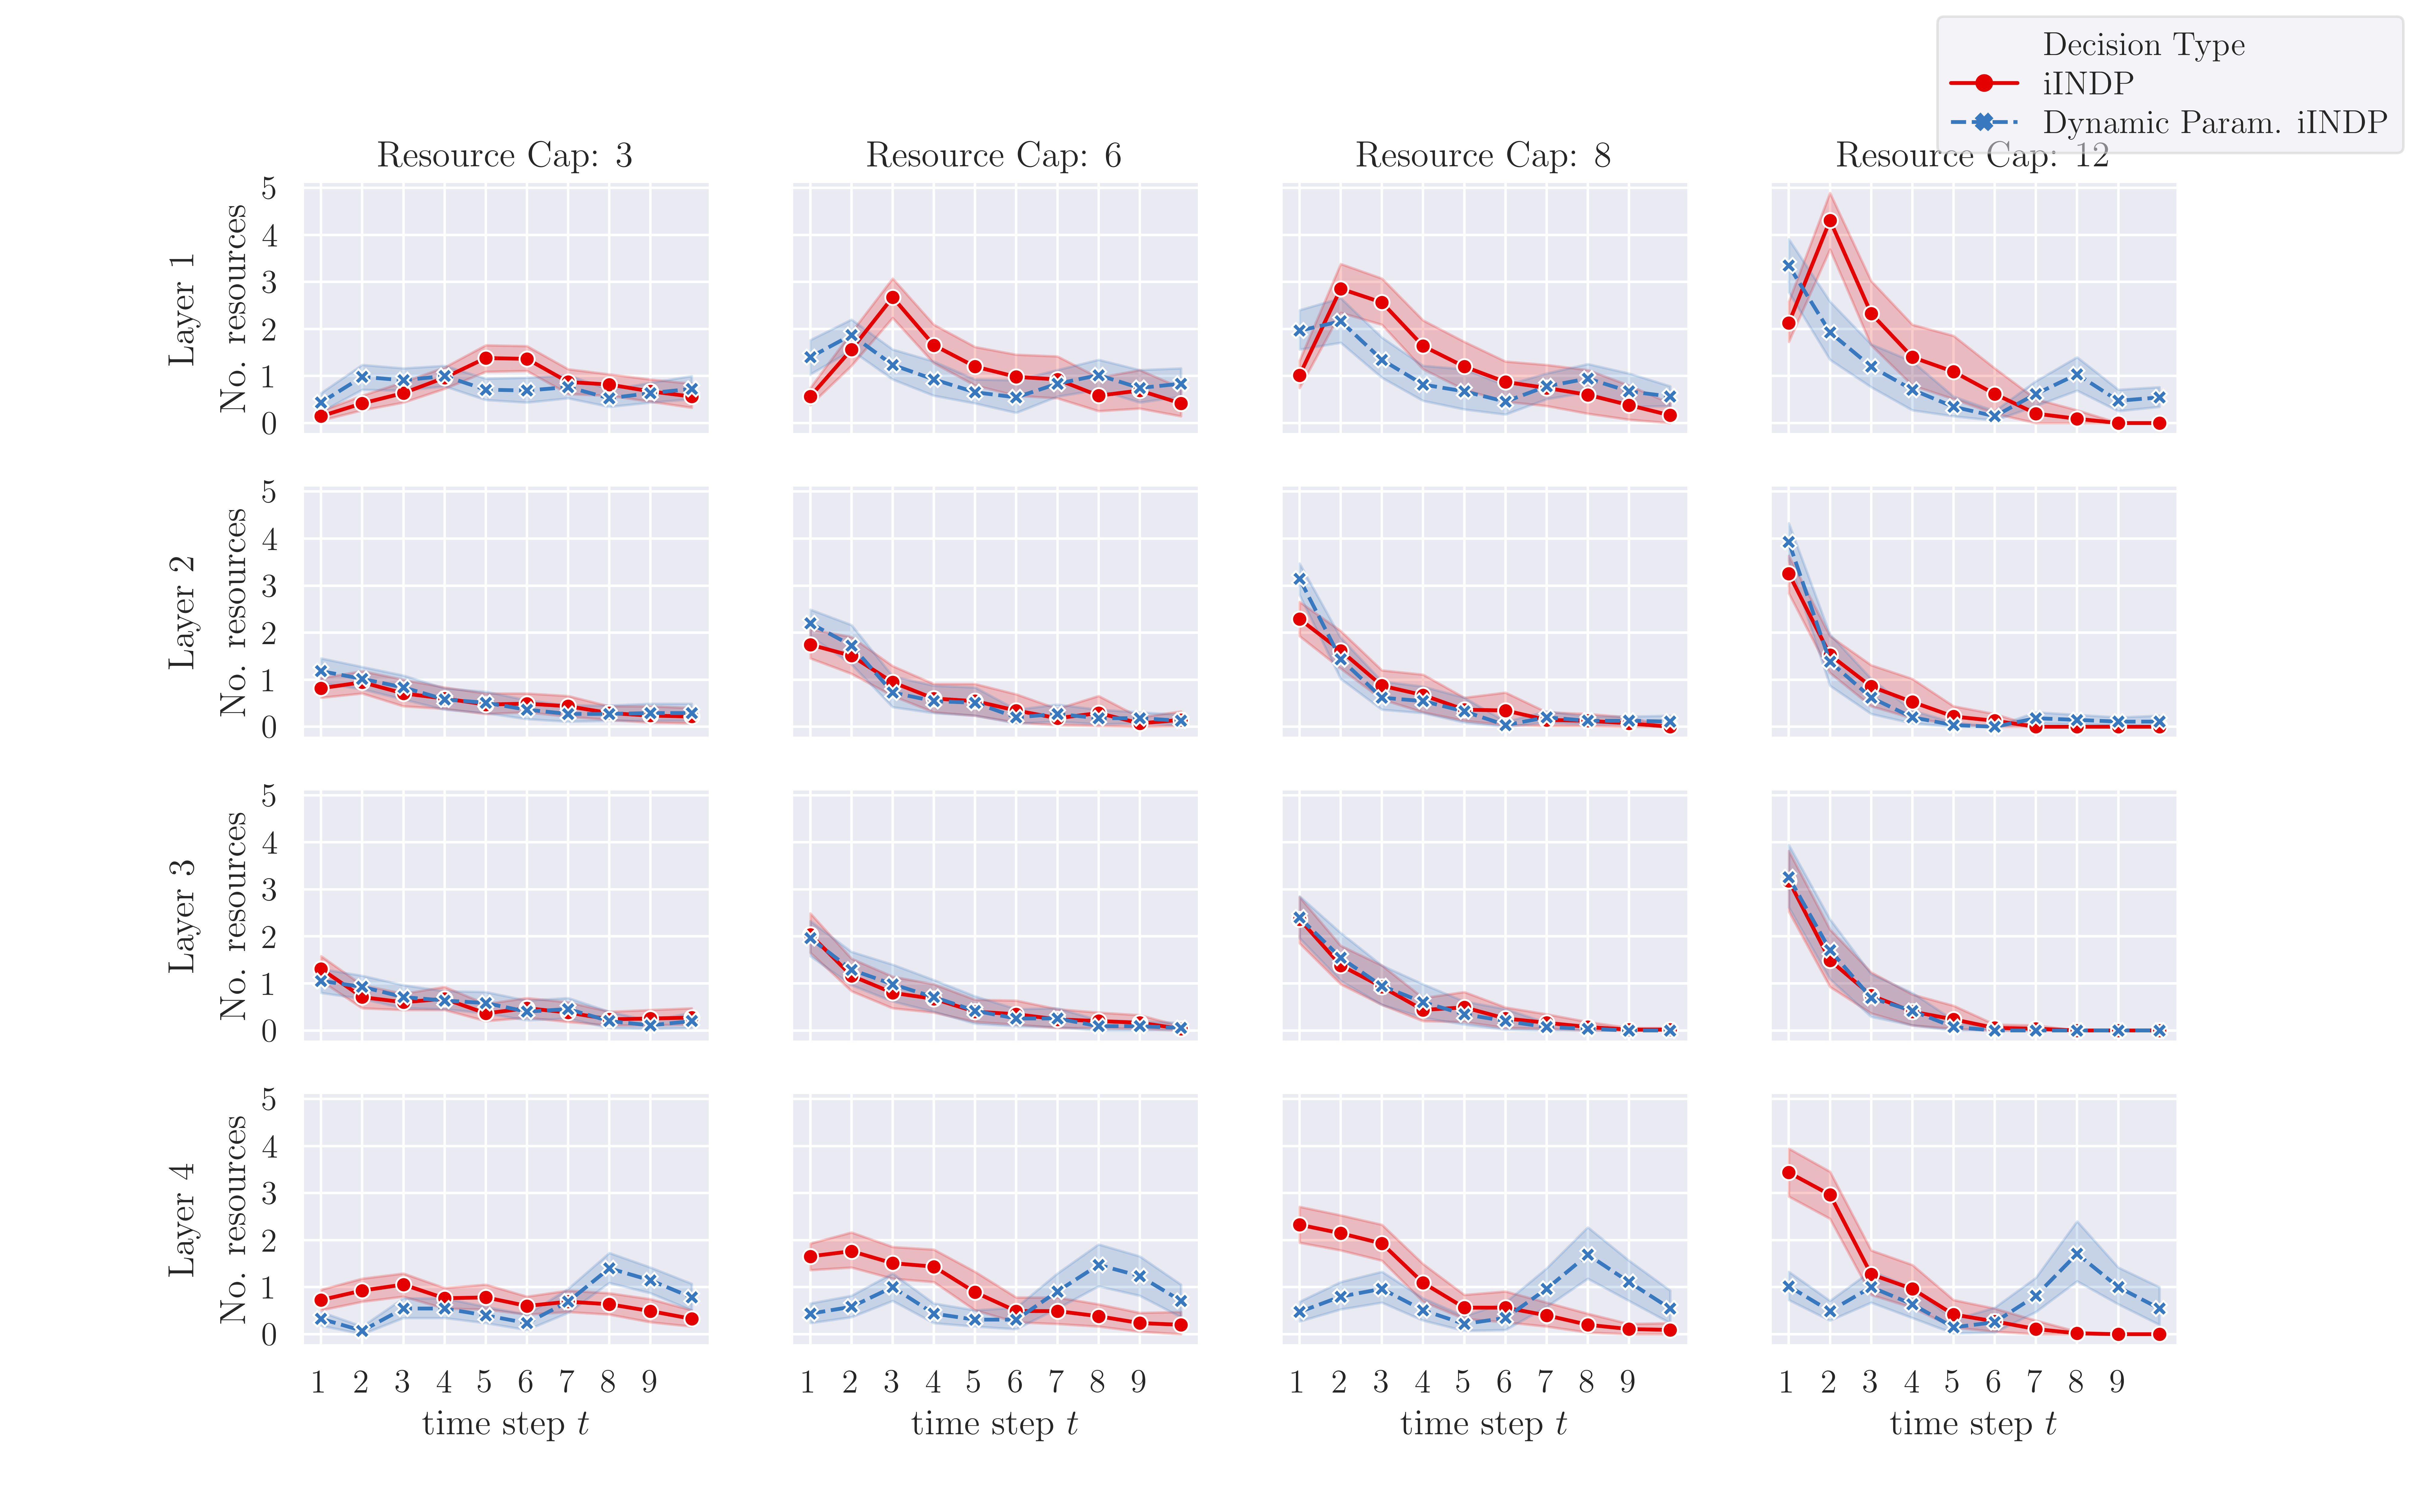 Decision Type
iINDP
Dynamic Param. iINDP
Resource Cap: 3
Resource Cap: 6
Resource Cap: 8
Resource Cap: 12
Layer 1
No. resources
5
4
3
2
1
0
Layer 2
No. resources
5
4
3
2
1
0
Layer 3
No. resources
5
4
3
2
1
0
Layer 4
No. resources
5
4
3
2
1
0
1 2 3 4 5 6 7 8 9
1 2 3 4 5 6 7 8 9
1 2 3 4 5 6 7 8 9
1 2 3 4 5 6 7 8 9
time step t
time step t
time step t
time step t